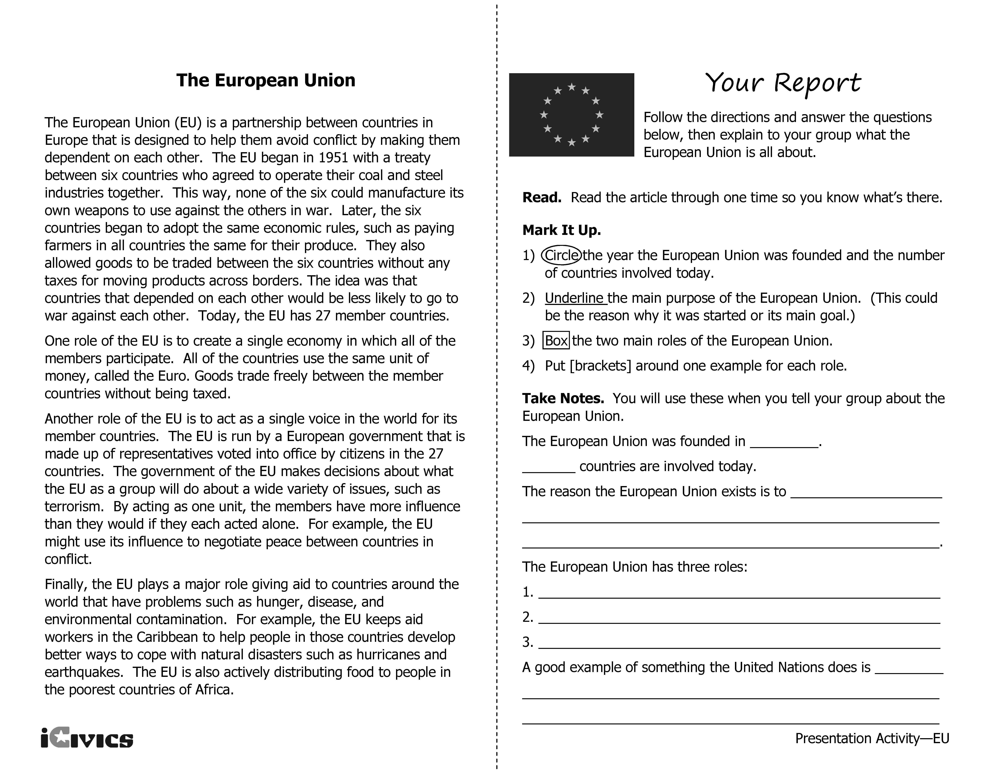 The European Union
The European Union (EU) is a partnership between countries in
Europe that is designed to help them avoid conflict by making them
dependent on each other.  The EU began in 1951 with a treaty
between six countries who agreed to operate their coal and steel
industries together.  This way, none of the six could manufacture its
own weapons to use against the others in war.  Later, the six
countries began to adopt the same economic rules, such as paying
farmers in all countries the same for their produce.  They also
allowed goods to be traded between the six countries without any
taxes for moving products across borders. The idea was that
countries that depended on each other would be less likely to go to
war against each other.  Today, the EU has 27 member countries.
One role of the EU is to create a single economy in which all of the
members participate.  All of the countries use the same unit of
money, called the Euro. Goods trade freely between the member
countries without being taxed.
Another role of the EU is to act as a single voice in the world for its
member countries.  The EU is run by a European government that is
made up of representatives voted into office by citizens in the 27
countries.  The government of the EU makes decisions about what
the EU as a group will do about a wide variety of issues, such as
terrorism.  By acting as one unit, the members have more influence
than they would if they each acted alone.  For example, the EU
might use its influence to negotiate peace between countries in
conflict.
Finally, the EU plays a major role giving aid to countries around the
world that have problems such as hunger, disease, and
environmental contamination.  For example, the EU keeps aid
workers in the Caribbean to help people in those countries develop
better ways to cope with natural disasters such as hurricanes and
earthquakes.  The EU is also actively distributing food to people in
the poorest countries of Africa.
iCivics
Your Report
Follow the directions and answer the questions
below, then explain to your group what the
European Union is all about.
Read.  Read the article through one time so you know what’s there.
Mark It Up.
1) Circle the year the European Union was founded and the number
of countries involved today.
2) Underline the main purpose of the European Union.  (This could
be the reason why it was started or its main goal.)
3) Box the two main roles of the European Union.
4) Put [brackets] around one example for each role.
Take Notes.  You will use these when you tell your group about the
European Union.
The European Union was founded in _________.
_______ countries are involved today.
The reason the European Union exists is to ____________________
_______________________________________________________
_______________________________________________________.
The European Union has three roles:
1. _____________________________________________________
2. _____________________________________________________
3. _____________________________________________________
A good example of something the United Nations does is _________
_______________________________________________________
_______________________________________________________
Presentation Activity—EU